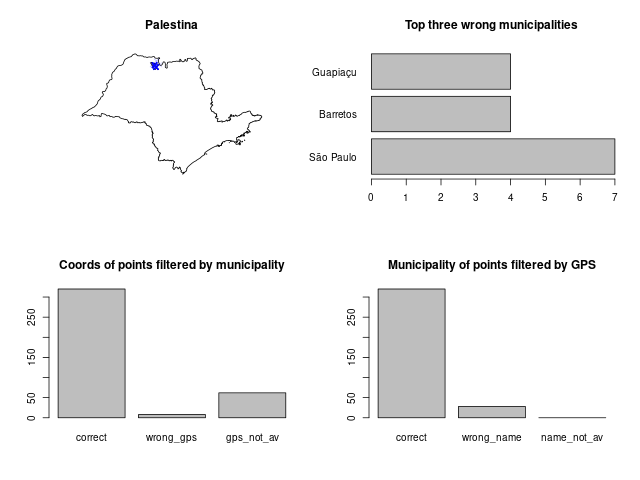 Palestina
Top three wrong municipalities
Guapiaçu
Barretos
São Paulo
0 1 2 3 4 5 6 7
Coords of points filtered by municipality
250
150
50
0
correct wrong_gps gps_not_av
Municipality of points filtered by GPS
250
150
50
0
correct wrong_name name_not_av